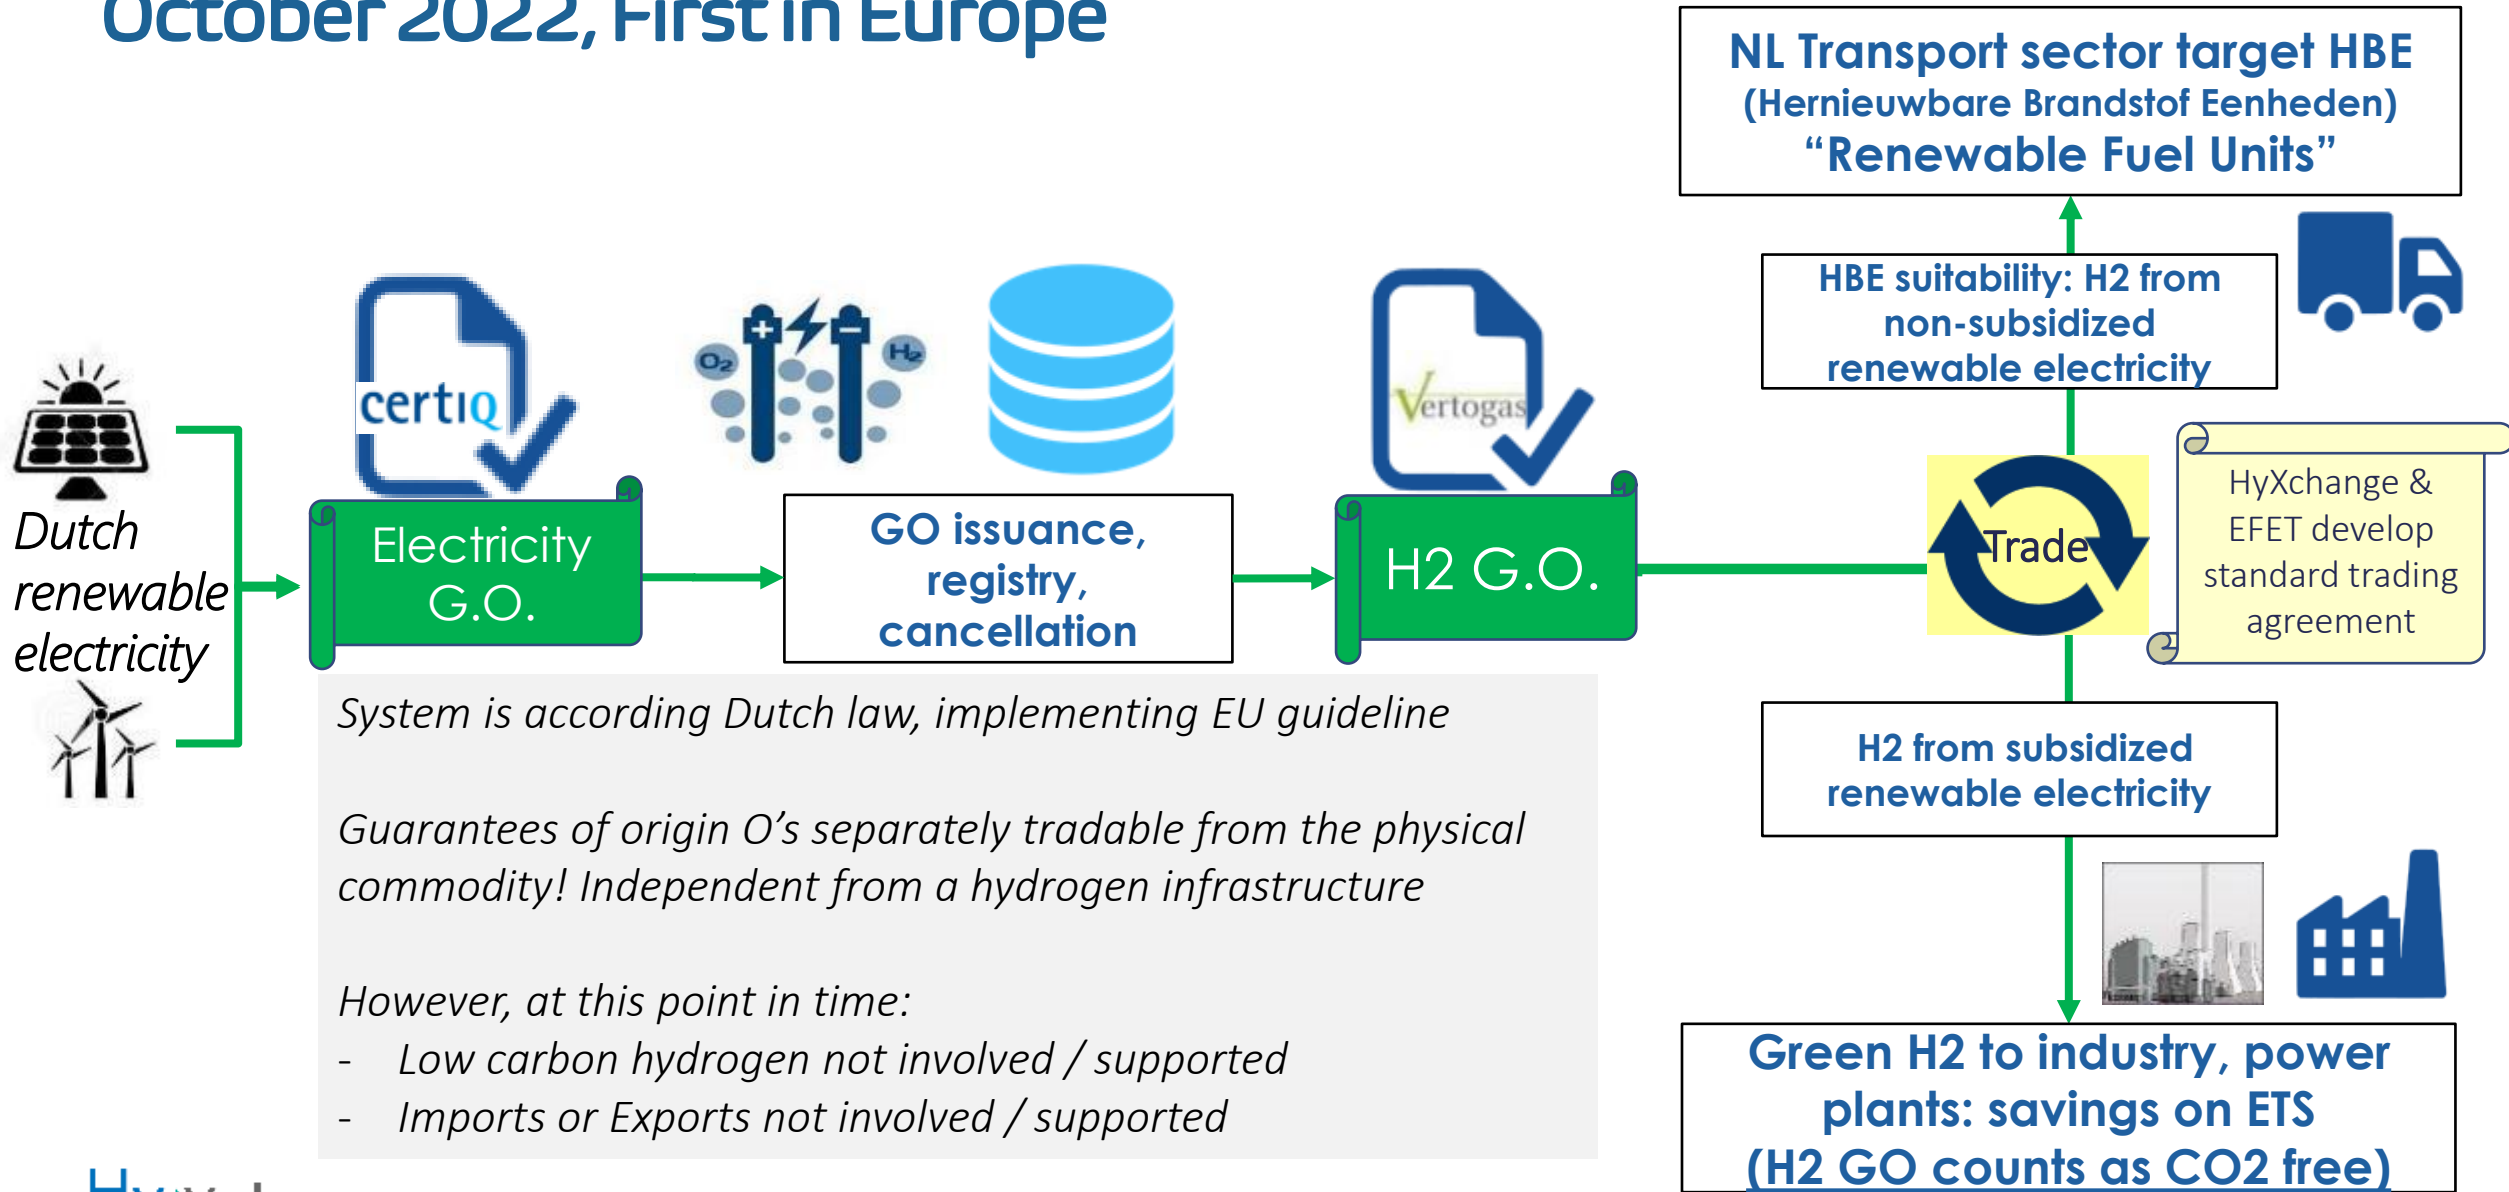 October 2022, First in Europe
NL Transport sector target HBE
(Hernieuwbare Brandstof Eenheden)
“Renewable Fuel Units”
HBE suitability: H2 from
non-subsidized
renewable electricity
certiQ
+
−
O₂
H₂
Vertogas
Dutch
renewable
electricity
Electricity
G.O.
GO issuance,
registry,
cancellation
H2 G.O.
Trade
HyXchange &
EFET develop
standard trading
agreement
System is according Dutch law, implementing EU guideline
Guarantees of origin O’s separately tradable from the physical
commodity! Independent from a hydrogen infrastructure
However, at this point in time:
- Low carbon hydrogen not involved / supported
- Imports or Exports not involved / supported
H2 from subsidized
renewable electricity
Green H2 to industry, power
plants: savings on ETS
(H2 GO counts as CO2 free)